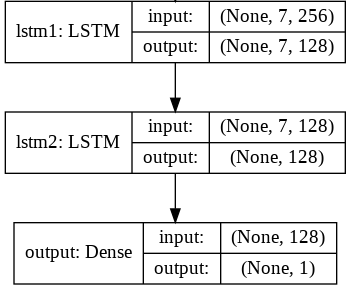 lstm1: LSTM
input: (None, 7, 256)
output: (None, 7, 128)
lstm2: LSTM
input: (None, 7, 128)
output: (None, 128)
output: Dense
input: (None, 128)
output: (None, 1)